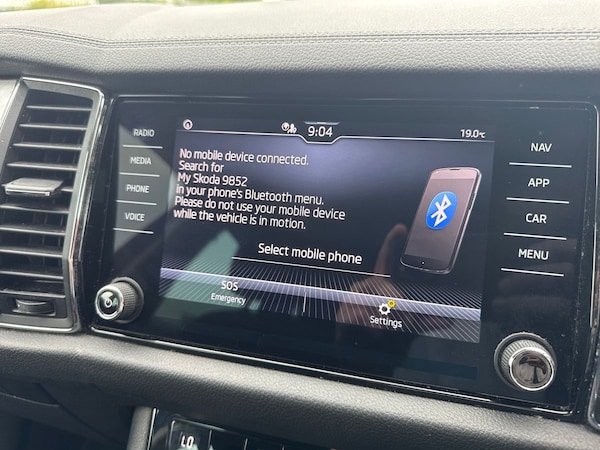 RADIO
MEDIA
PHONE
VOICE
9:04
19.0°C
No mobile device connected.
Search for
My Skoda 9852
in your phone's Bluetooth menu.
Please do not use your mobile device
while the vehicle is in motion.
Select mobile phone
SOS
Emergency
Settings
NAV
APP
CAR
MENU
LO